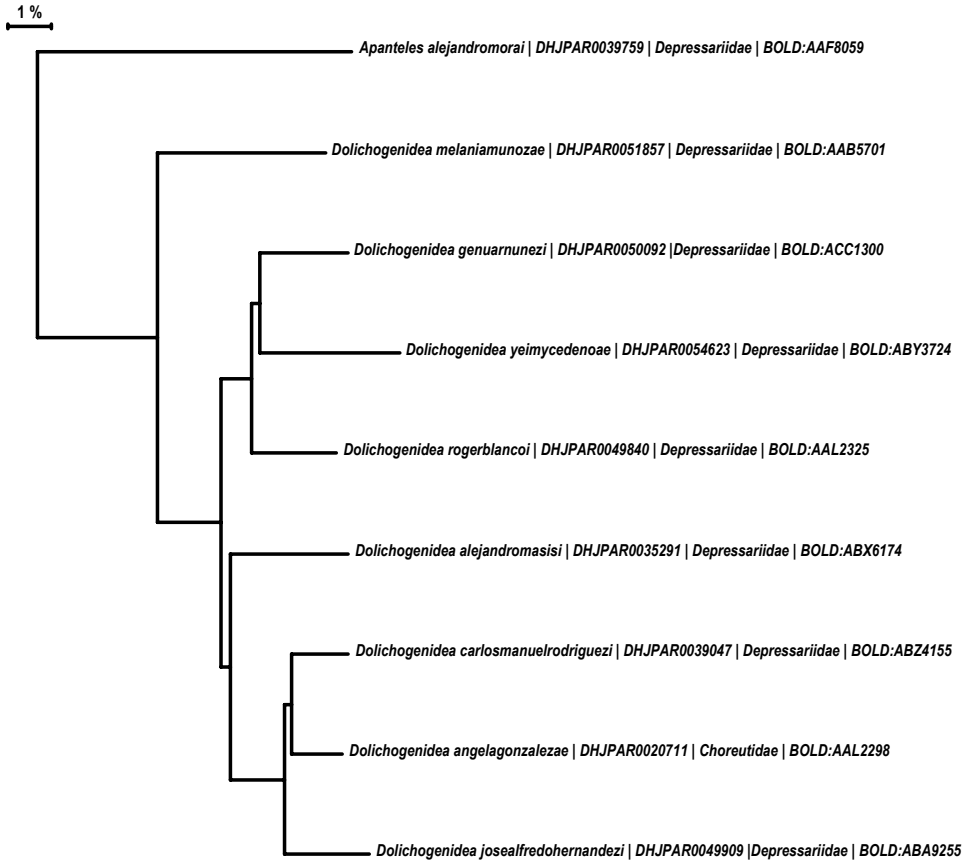 1 %
Apanteles alejandromorai | DHJPAR0039759 | Depressariidae | BOLD:AAF8059
Dolichogenidea melaniamunozae | DHJPAR0051857 | Depressariidae | BOLD:AAB5701
Dolichogenidea genuarnunezi | DHJPAR0050092 |Depressariidae | BOLD:ACC1300
Dolichogenidea yeimycedenoae | DHJPAR0054623 | Depressariidae | BOLD:ABY3724
Dolichogenidea rogerblancoi | DHJPAR0049840 | Depressariidae | BOLD:AAL2325
Dolichogenidea alejandromasisi | DHJPAR0035291 | Depressariidae | BOLD:ABX6174
Dolichogenidea carlosmanuelrodriguezi | DHJPAR0039047 | Depressariidae | BOLD:ABZ4155
Dolichogenidea angelagonzalezae | DHJPAR0020711 | Choreutidae | BOLD:AAL2298
Dolichogenidea josealfredohernandezi | DHJPAR0049909 |Depressariidae | BOLD:ABA9255